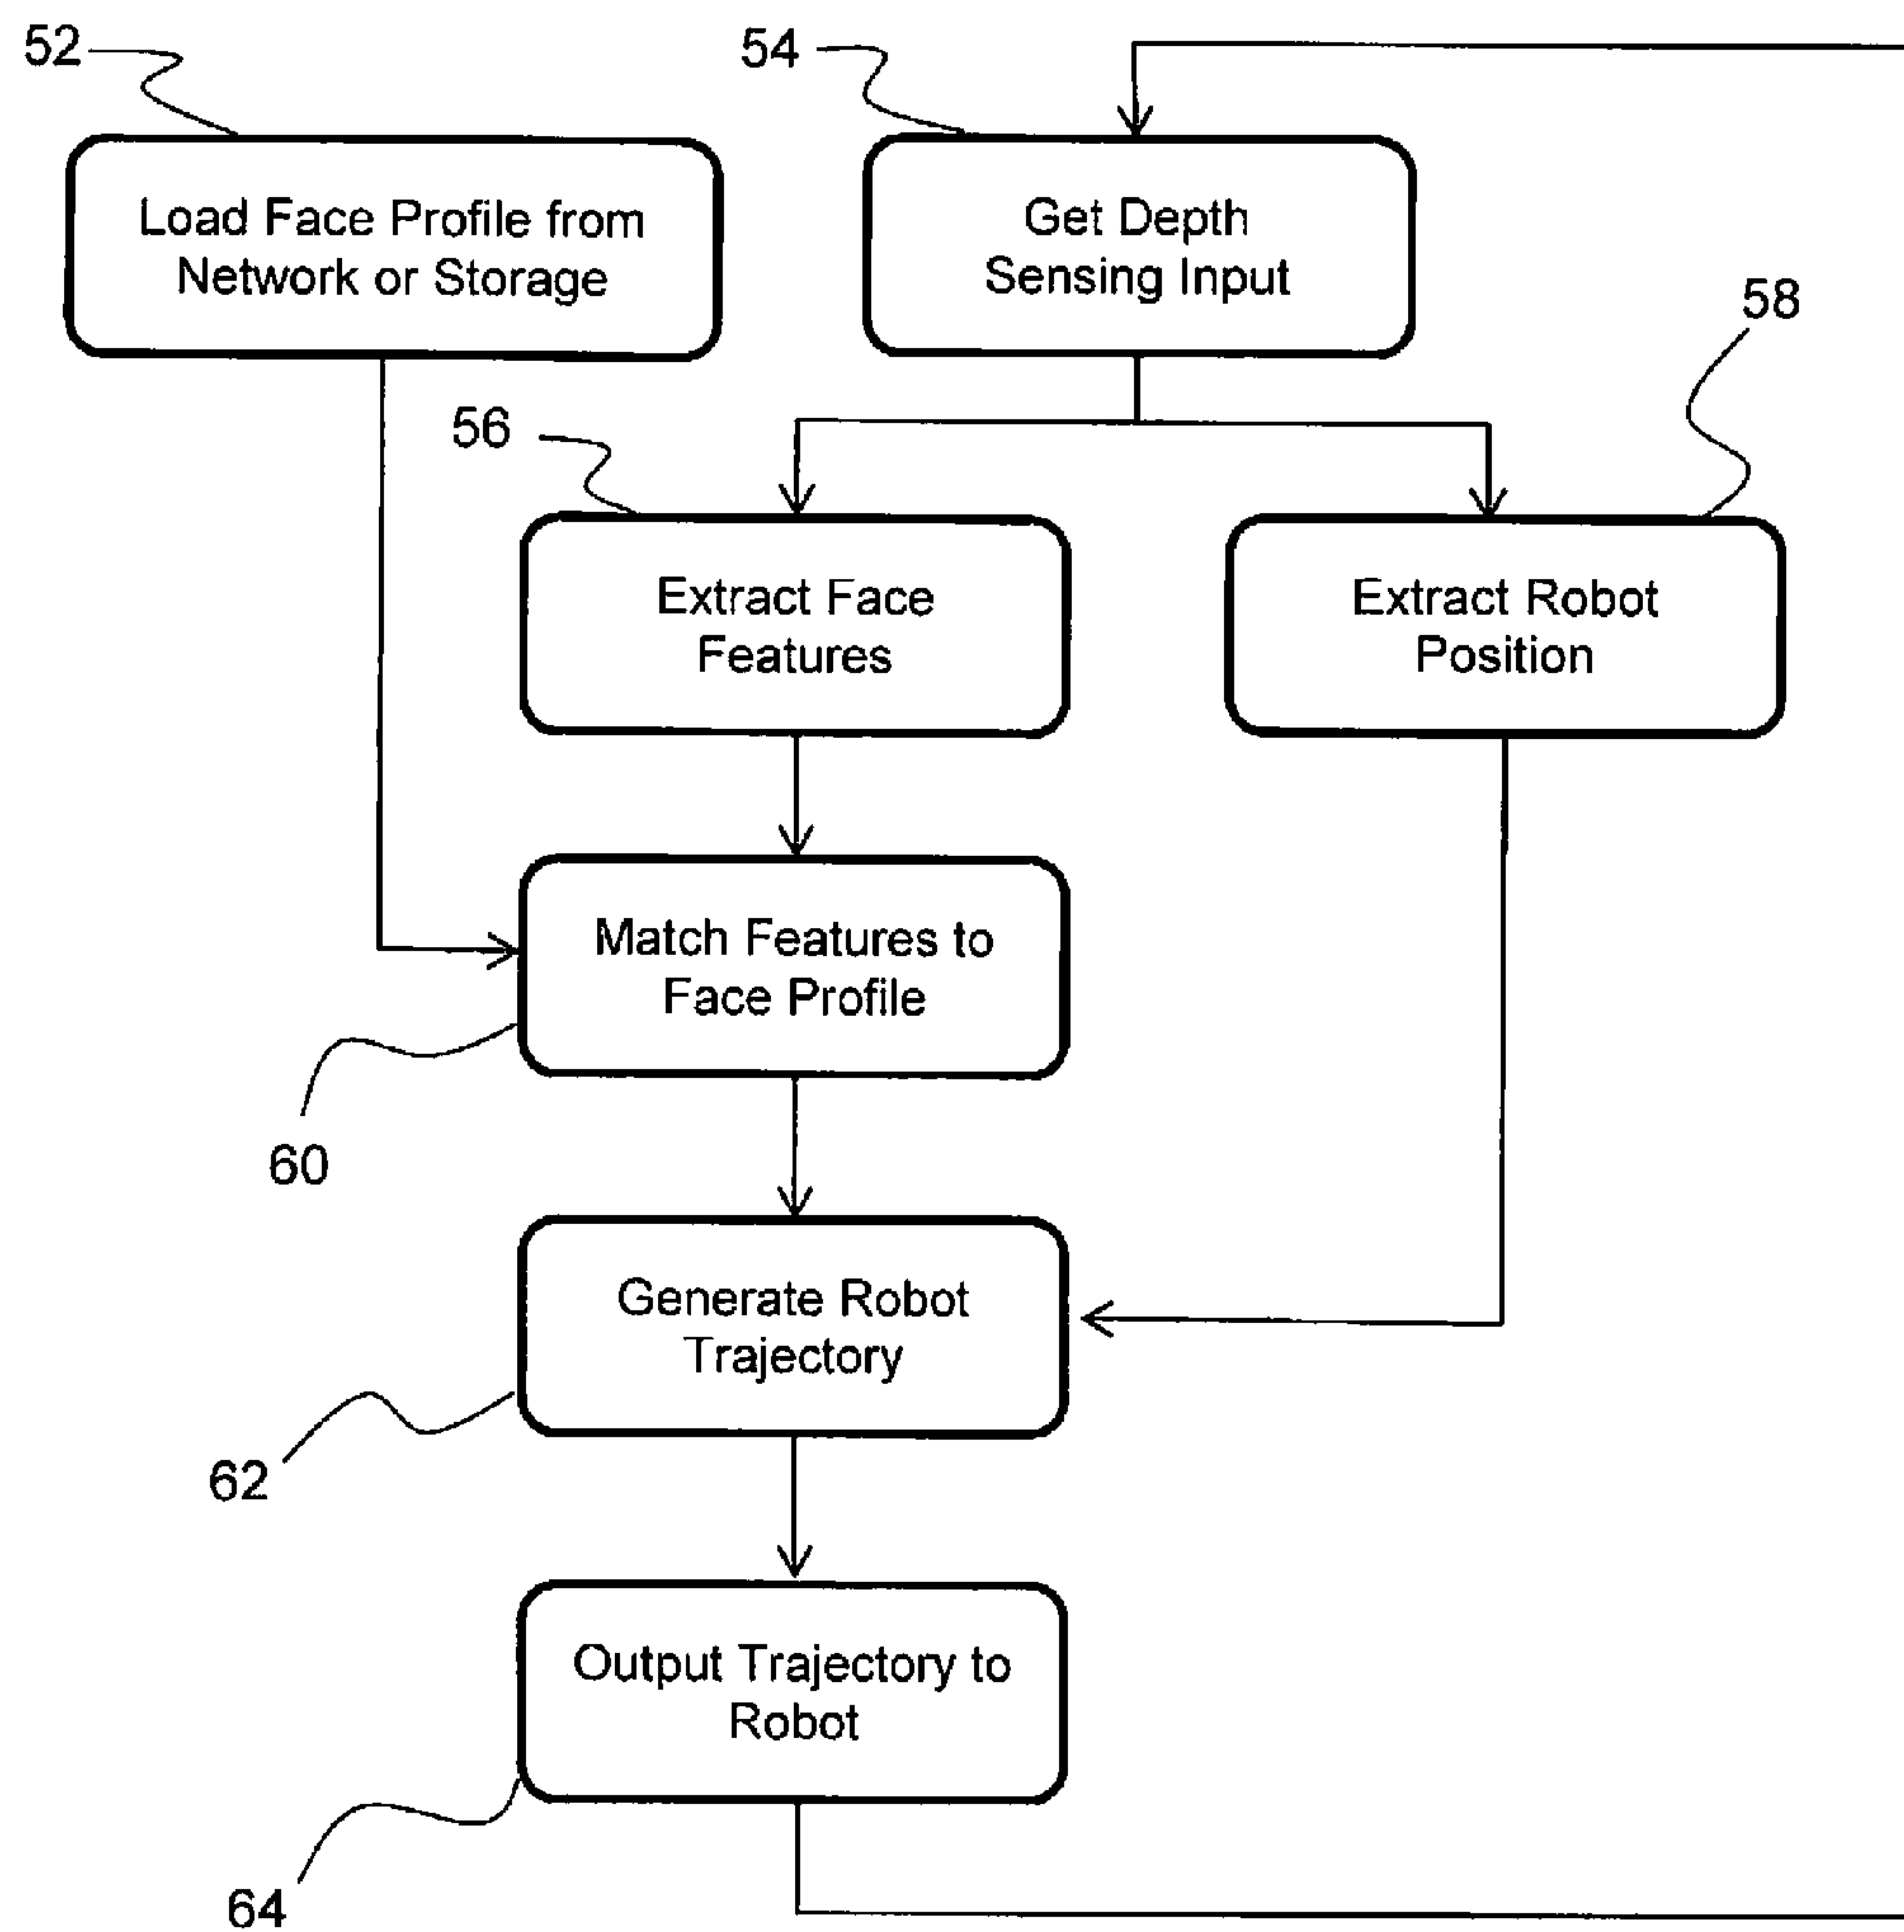 52
54
Load Face Profile from
Network or Storage
Get Depth
Sensing Input
58
56
Extract Face
Features
Extract Robot
Position
Match Features to
Face Profile
60
Generate Robot
Trajectory
62
Output Trajectory to
Robot
64